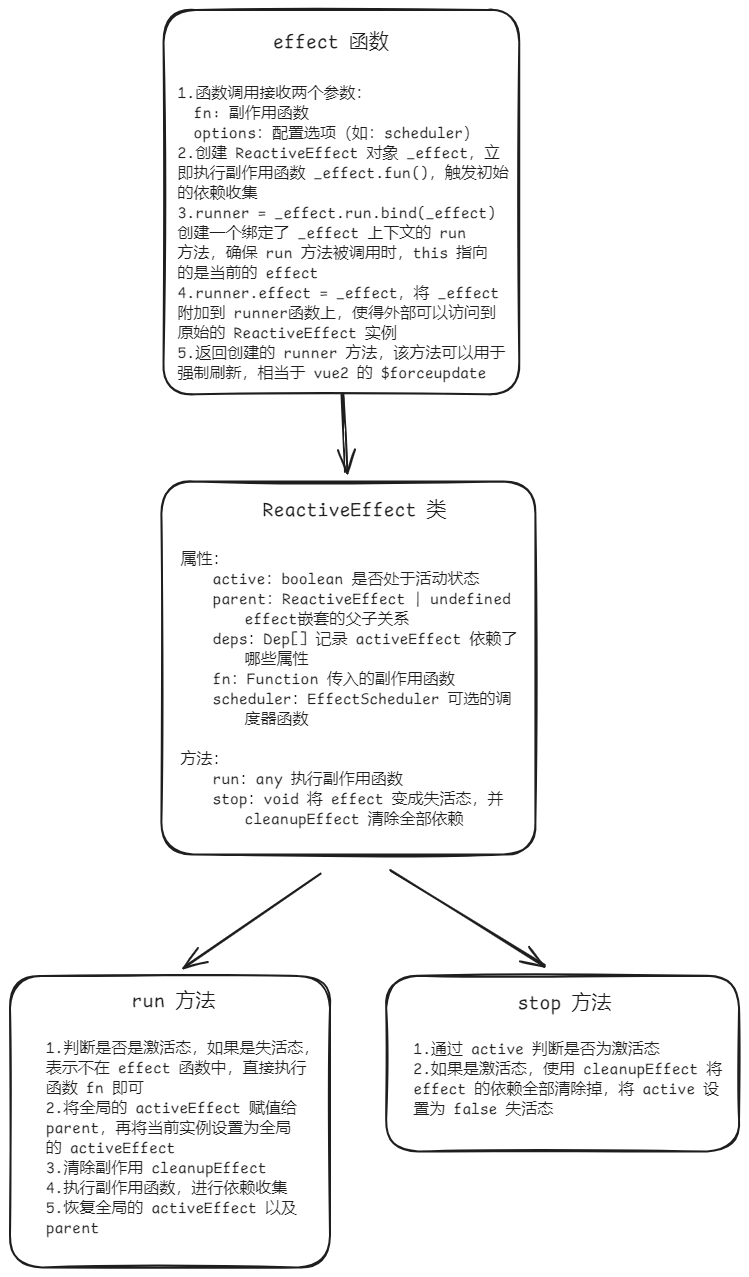 effect 函数
1.函数调用接收两个参数：
fn：副作用函数
options：配置选项（如：scheduler）
2.创建 ReactiveEffect 对象 _effect，立
即执行副作用函数 _effect.fun()，触发初始
的依赖收集
3.runner = _effect.run.bind(_effect)
创建一个绑定了 _effect 上下文的 run
方法，确保 run 方法被调用时，this 指向
的是当前的 effect
4.runner.effect = _effect，将 _effect
附加到 runner函数上，使得外部可以访问到
原始的 ReactiveEffect 实例
5.返回创建的 runner 方法，该方法可以用于
强制刷新，相当于 vue2 的 $forceupdate
ReactiveEffect 类
属性：
active：boolean 是否处于活动状态
parent：ReactiveEffect | undefined
effect嵌套的父子关系
deps：Dep[] 记录 activeEffect 依赖了
哪些属性
fn：Function 传入的副作用函数
scheduler：EffectScheduler 可选的调
度器函数
方法：
run：any 执行副作用函数
stop：void 将 effect 变成失活态，并
cleanupEffect 清除全部依赖
run 方法
1.判断是否是激活态，如果是失活态，
表示不在 effect 函数中，直接执行
函数 fn 即可
2.将全局的 activeEffect 赋值给
parent，再将当前实例设置为全局
的 activeEffect
3.清除副作用 cleanupEffect
4.执行副作用函数，进行依赖收集
5.恢复全局的 activeEffect 以及
parent
stop 方法
1.通过 active 判断是否为激活态
2.如果是激活态，使用 cleanupEffect 将
effect 的依赖全部清除掉，将 active 设
置为 false 失活态